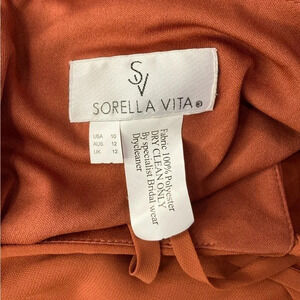 SV
SORELLA VITA®
USA 10
AUS 12
UK 12
Fabric 100% Polyester
DRY CLEAN ONLY
By specialist Bridal wear
Drycleaner